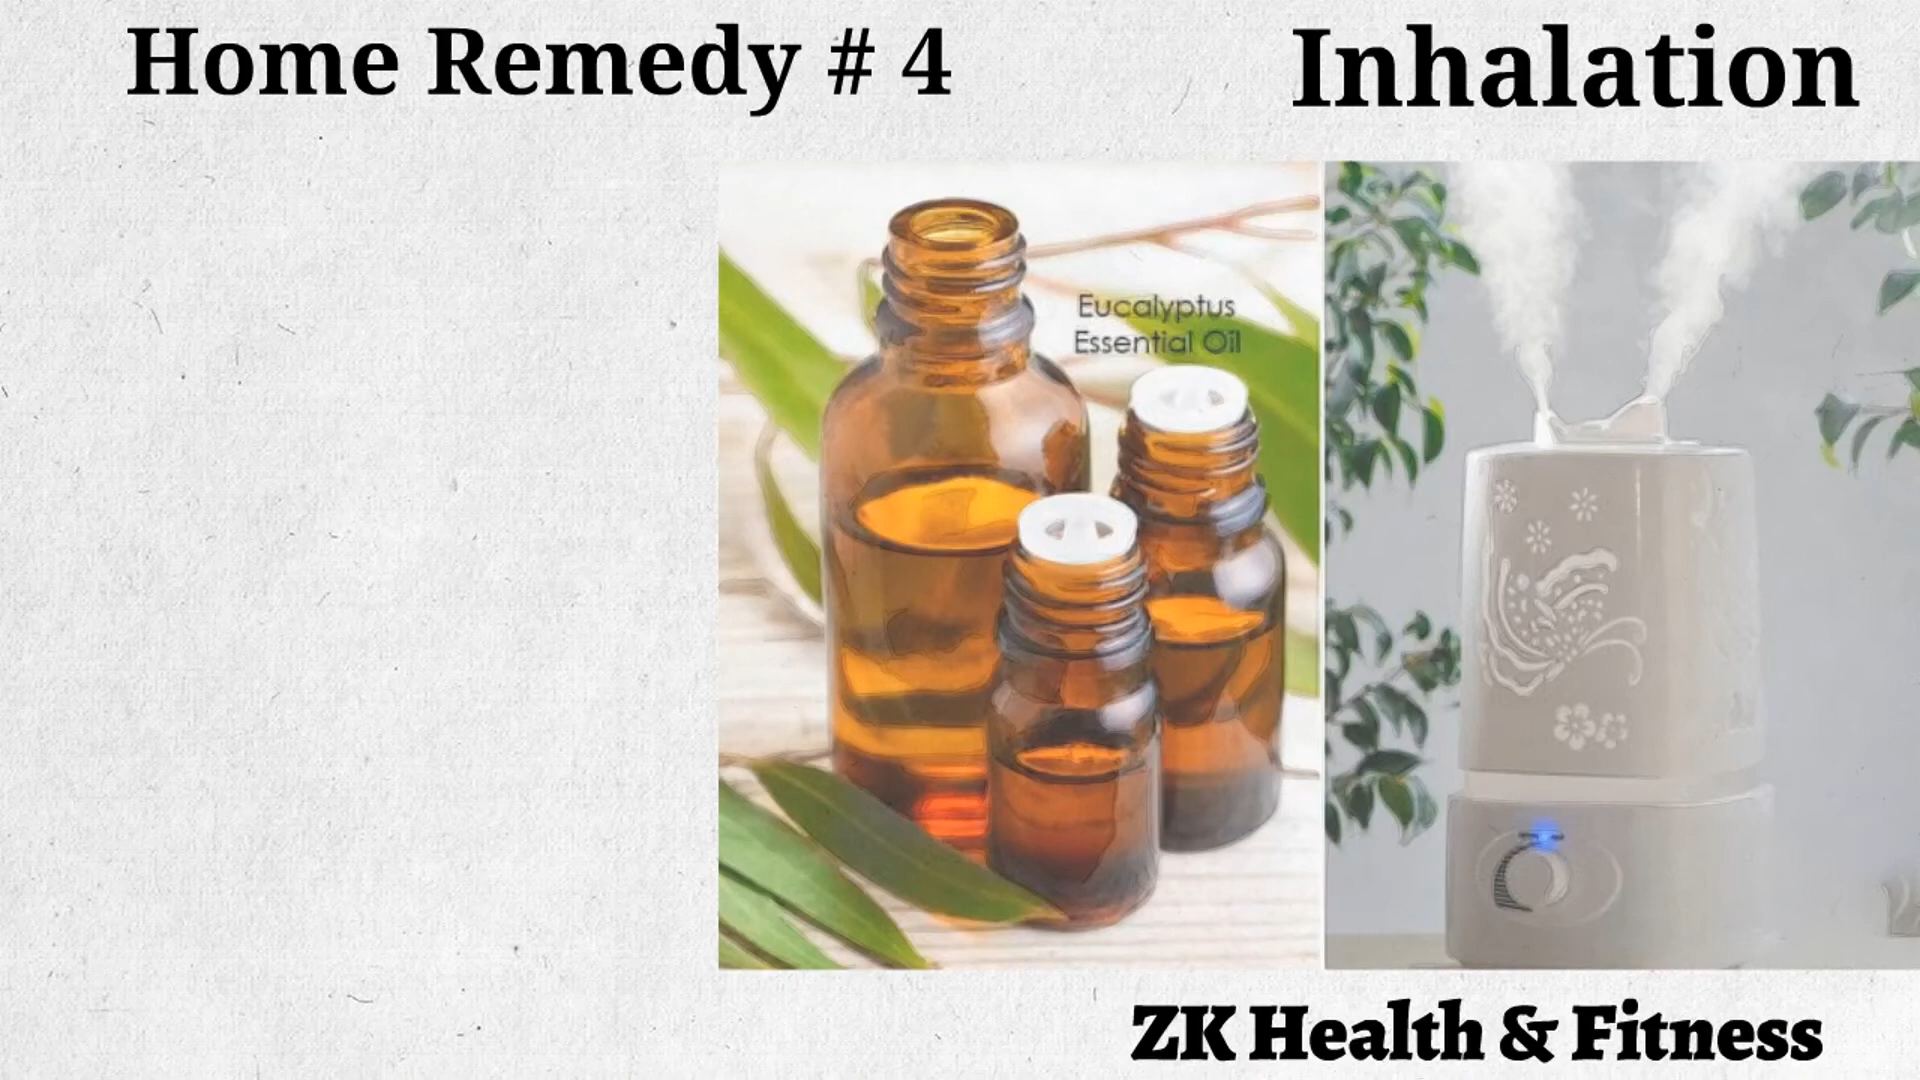 Home Remedy # 4
Inhalation
Eucalyptus
Essential Oil
ZK Health & Fitness